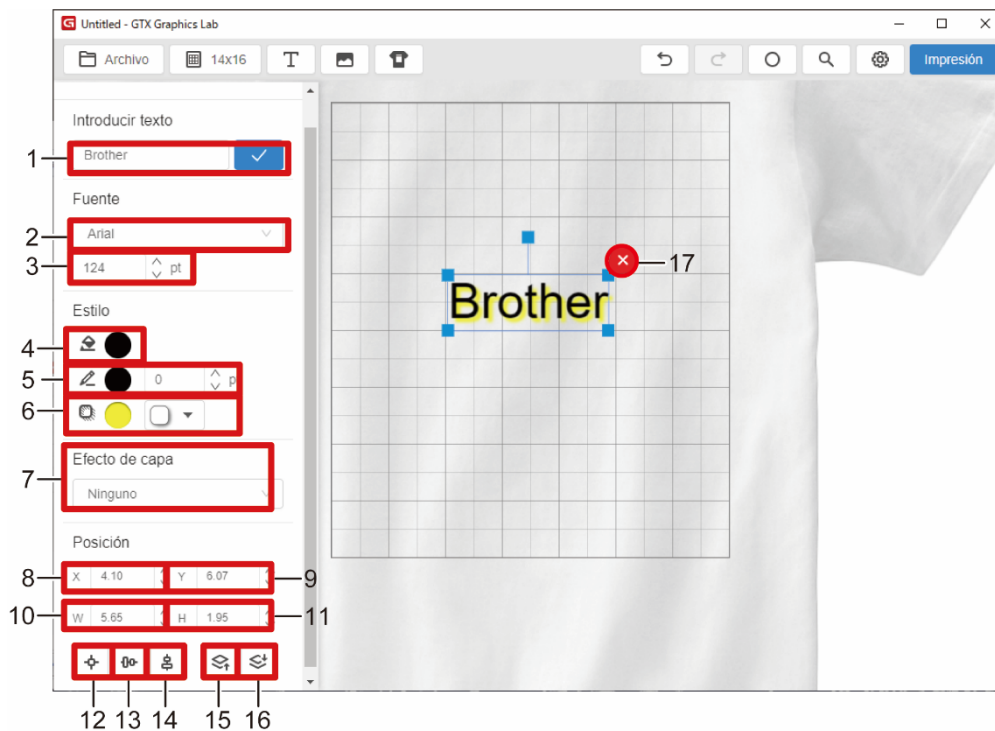 Untitled - GTX Graphics Lab
Archivo 14x16 T Impresión
Introducir texto
1 Brother
Fuente
2 Arial
3 124 pt
Estilo
4
5 0 p
6
Efecto de capa
7 Ninguno
Posición
8 X 4.10 Y 6.07 9
10 W 5.65 H 1.95 11
12 13 14 15 16
Brother
17